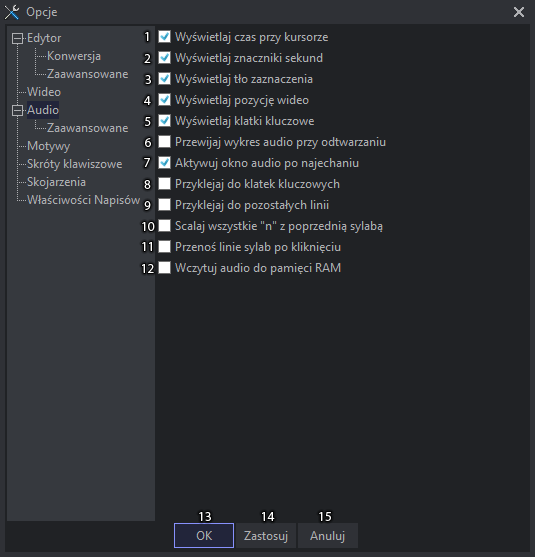 Opcje
Edytor
Konwersja
Zaawansowane
Wideo
Audio
Zaawansowane
Motywy
Skróty klawiszowe
Skojarzenia
Właściwości Napisów
1 Wyświetlaj czas przy kursorze
2 Wyświetlaj znaczniki sekund
3 Wyświetlaj tło zaznaczenia
4 Wyświetlaj pozycję wideo
5 Wyświetlaj klatki kluczowe
6 Przewijaj wykres audio przy odtwarzaniu
7 Aktywuj okno audio po najechaniu
8 Przyklejaj do klatek kluczowych
9 Przyklejaj do pozostałych linii
10 Scalaj wszystkie "n" z poprzednią sylabą
11 Przenoś linie sylab po kliknięciu
12 Wczytuj audio do pamięci RAM
13 14 15
OK Zastosuj Anuluj